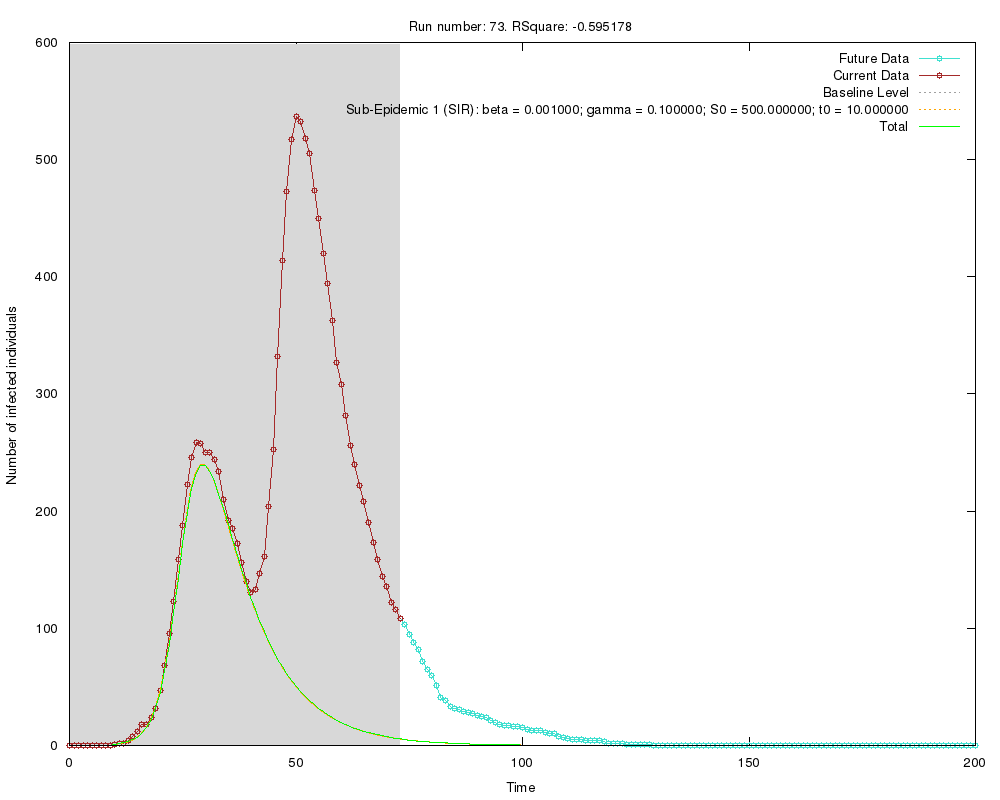 Run number: 73. RSquare: -0.595178
600
500
400
300
200
100
0
0
50
100
150
200
Number of infected individuals
Time
Future Data
Current Data
Baseline Level
Sub-Epidemic 1 (SIR): beta = 0.001000; gamma = 0.100000; S0 = 500.000000; t0 = 10.000000
Total